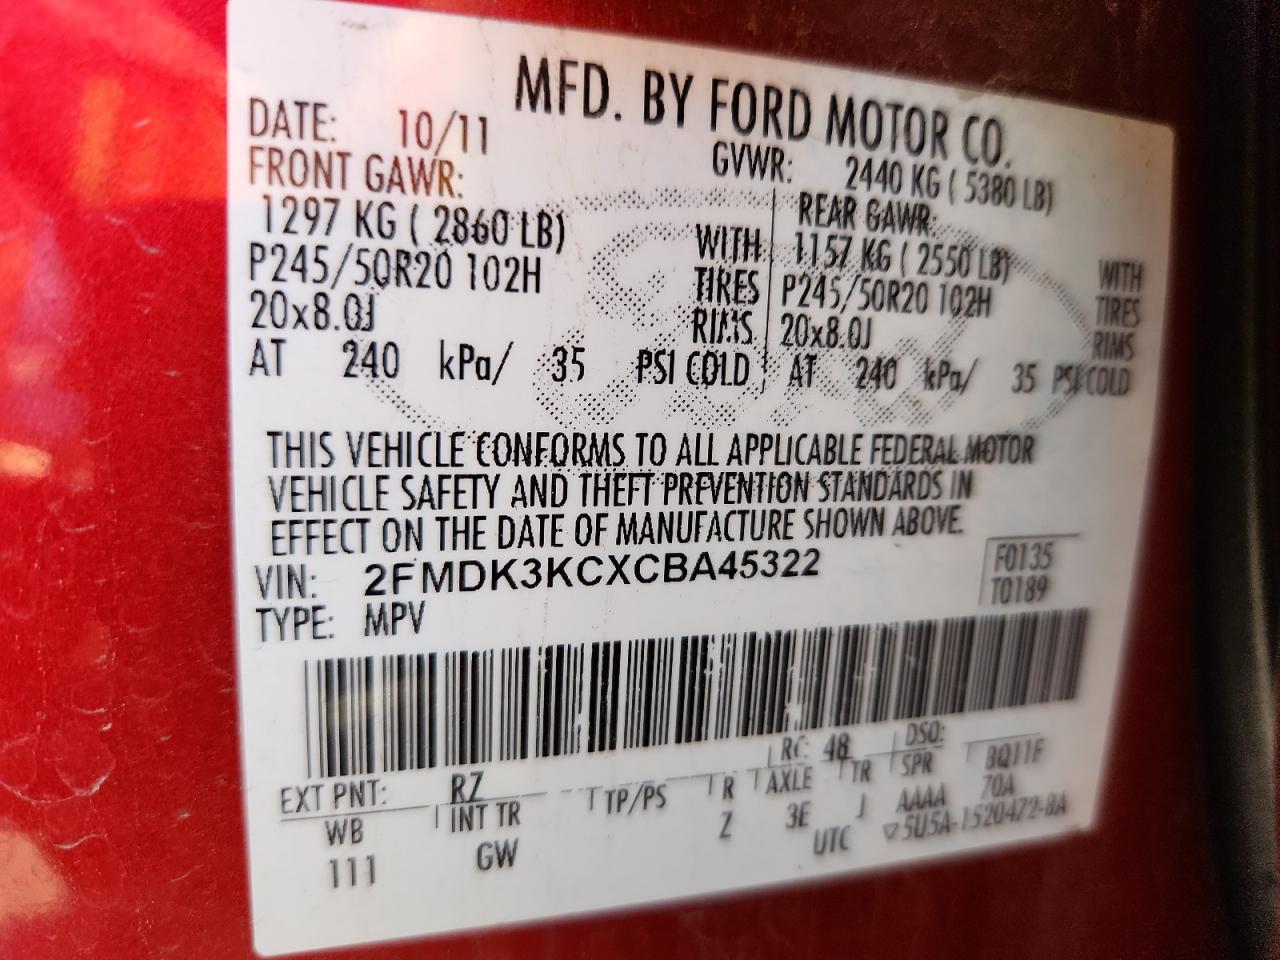 MFD. BY FORD MOTOR CO.
DATE: 10/11 GVWR: 2440 KG ( 5380 LB)
FRONT GAWR: REAR GAWR:
1297 KG ( 2860 LB) WITH 1157 KG ( 2550 LB) WITH
P245/50R20 102H TIRES P245/50R20 102H TIRES
20x8.0J RIMS 20x8.0J RIMS
AT 240 kPa/ 35 PSI COLD AT 240 kPa/ 35 PSI COLD
THIS VEHICLE CONFORMS TO ALL APPLICABLE FEDERAL MOTOR
VEHICLE SAFETY AND THEFT PREVENTION STANDARDS IN
EFFECT ON THE DATE OF MANUFACTURE SHOWN ABOVE.
VIN: 2FMDK3KCXCBA45322 F0135
TYPE: MPV T0189
EXT PNT: RZ RC: 48 DSO:
WB INT TR TP/PS R AXLE TR SPR BQ11F
111 GW Z 3E J AAAA 70A
UTC ▽5U5A-1520472-BA